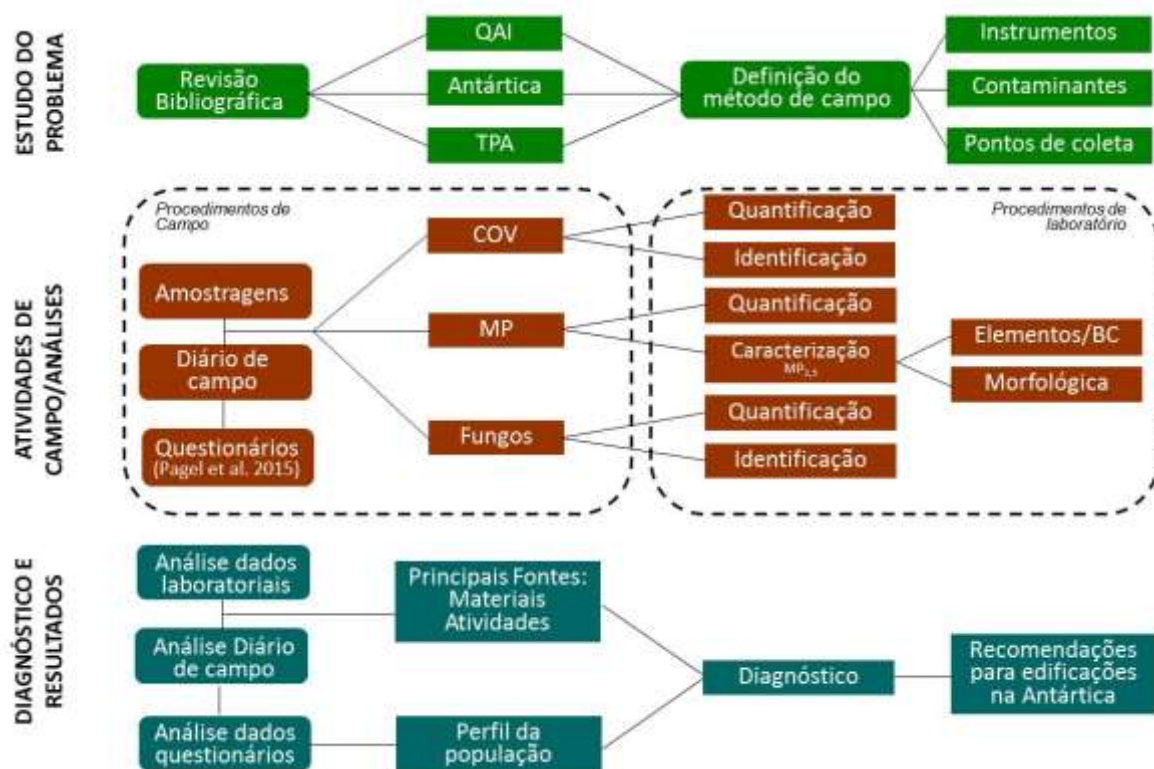 ESTUDO DO
PROBLEMA
Revisão
Bibliográfica
QAI
Antártica
TPA
Definição do
método de campo
Instrumentos
Contaminantes
Pontos de coleta
ATIVIDADES DE
CAMPO/ANÁLISES
Procedimentos de
Campo
Amostragens
Diário de
campo
Questionários
(Pagel et al. 2015)
COV
MP
Fungos
Procedimentos de
laboratório
Quantificação
Identificação
Quantificação
Caracterização
MP2,5
Quantificação
Identificação
Elementos/BC
Morfológica
DIAGNÓSTICO E
RESULTADOS
Análise dados
laboratoriais
Análise Diário
de campo
Análise dados
questionários
Principais Fontes:
Materiais
Atividades
Perfil da
população
Diagnóstico
Recomendações
para edificações
na Antártica